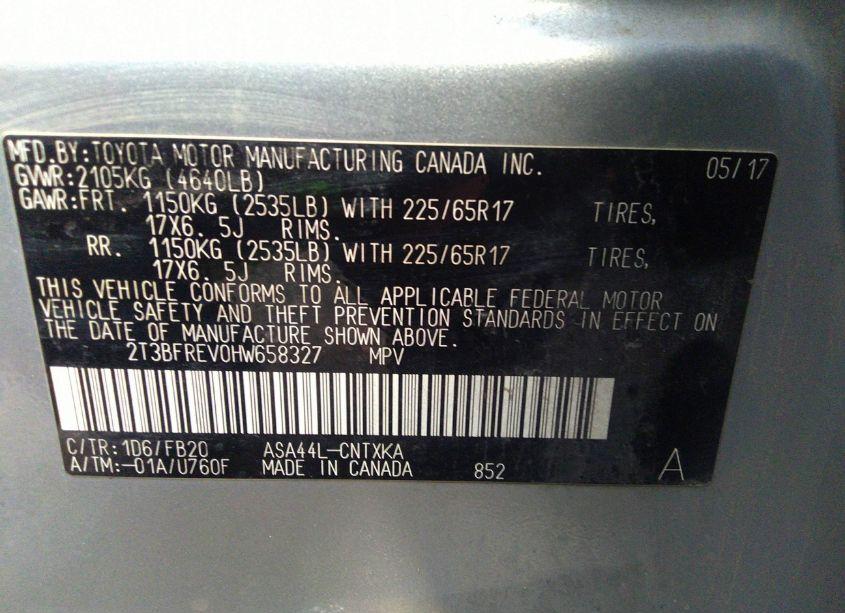 MFD.BY:TOYOTA MOTOR MANUFACTURING CANADA INC. 05/17
GVWR:2105KG (4640LB)
GAWR:FRT. 1150KG (2535LB) WITH 225/65R17 TIRES,
17X6. 5J RIMS.
RR. 1150KG (2535LB) WITH 225/65R17 TIRES,
17X6. 5J RIMS.
THIS VEHICLE CONFORMS TO ALL APPLICABLE FEDERAL MOTOR
VEHICLE SAFETY AND THEFT PREVENTION STANDARDS IN EFFECT ON
THE DATE OF MANUFACTURE SHOWN ABOVE.
2T3BFREV0HW658327 MPV
C/TR:1D6/FB20 ASA44L-CNTXKA
A/TM:-01A/U760F MADE IN CANADA 852 A